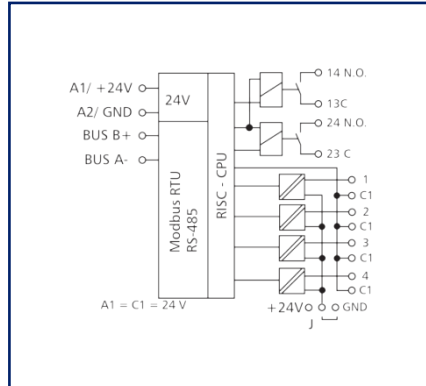 A1/ +24V
A2/ GND
BUS B+
BUS A-
24V
Modbus RTU
RS-485
RISC - CPU
14 N.O.
13C
24 N.O.
23 C
1
C1
2
C1
3
C1
4
C1
+24V
GND
J
A1 = C1 = 24 V